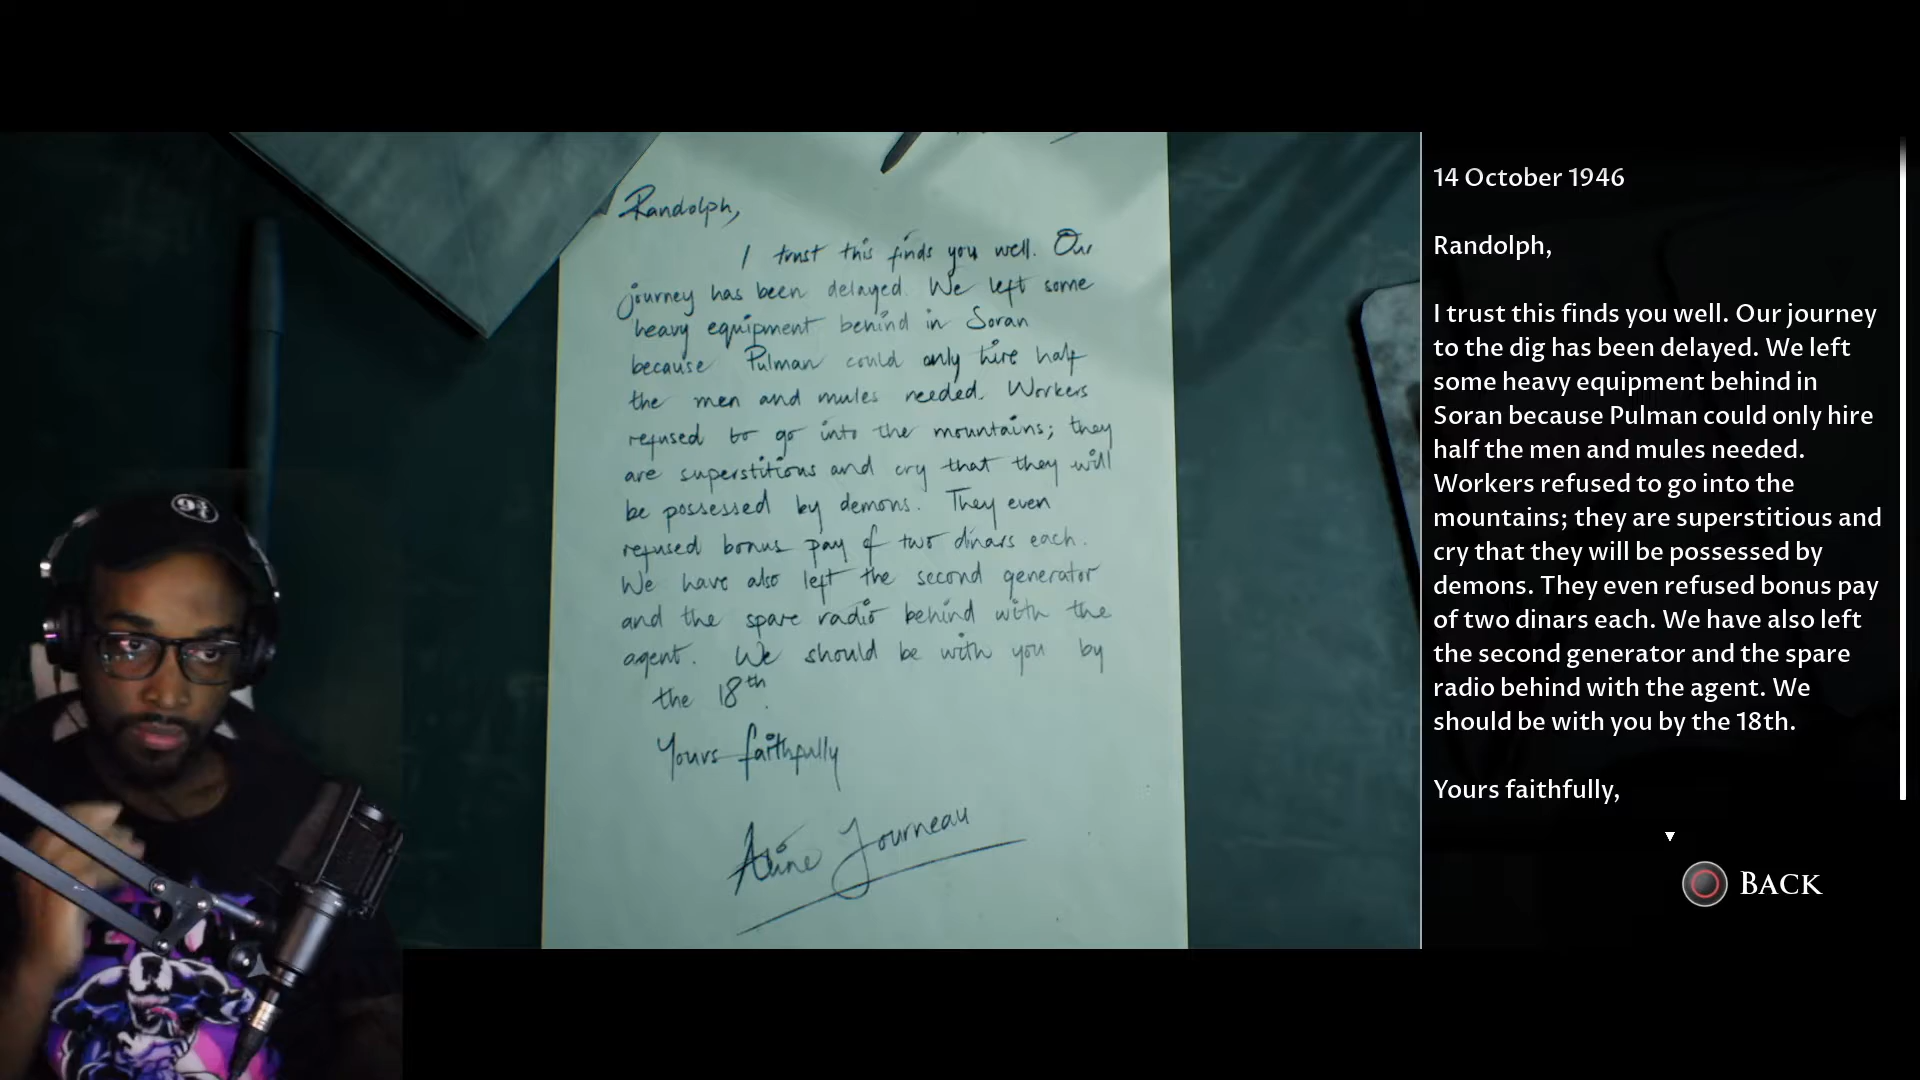 Randolph,
I trust this finds you well. Our
journey has been delayed. We left some
heavy equipment behind in Soran
because Pulman could only hire half
the men and mules needed. Workers
refused to go into the mountains; they
are superstitious and cry that they will
be possessed by demons. They even
refused bonus pay of two dinars each.
We have also left the second generator
and the spare radio behind with the
agent. We should be with you by
the 18th.
Yours faithfully
Aline Journeau
14 October 1946
Randolph,
I trust this finds you well. Our journey
to the dig has been delayed. We left
some heavy equipment behind in
Soran because Pulman could only hire
half the men and mules needed.
Workers refused to go into the
mountains; they are superstitious and
cry that they will be possessed by
demons. They even refused bonus pay
of two dinars each. We have also left
the second generator and the spare
radio behind with the agent. We
should be with you by the 18th.
Yours faithfully,
BACK